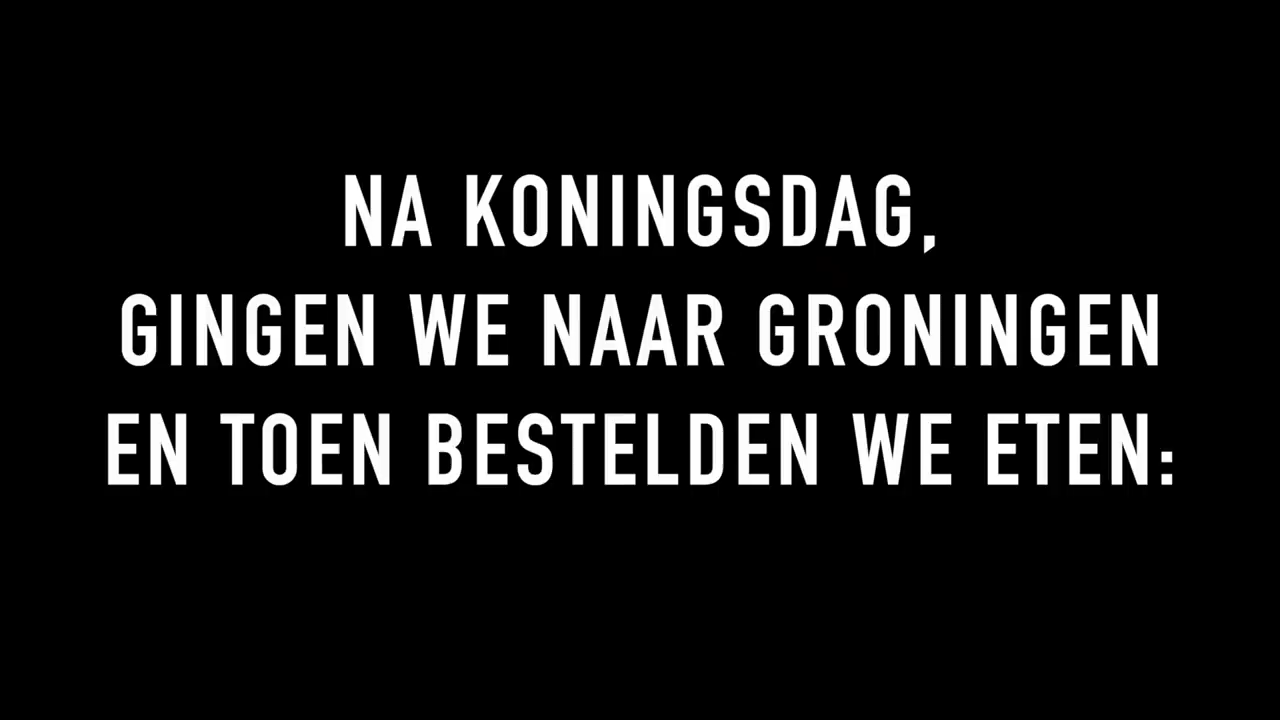 NA KONINGSDAG,
GINGEN WE NAAR GRONINGEN
EN TOEN BESTELDEN WE ETEN: